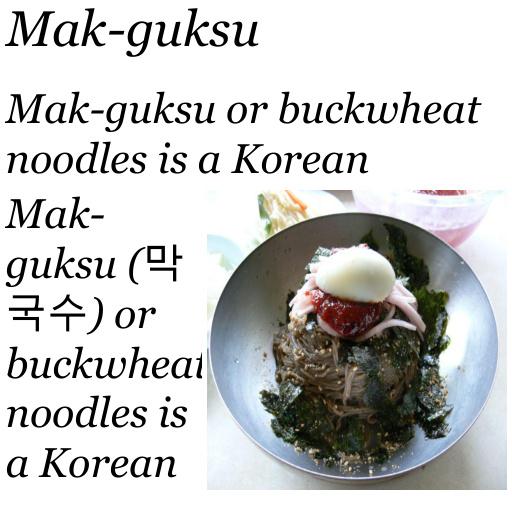 Mak-guksu
Mak-guksu or buckwheat
noodles is a Korean
Mak-
guksu (막
국수) or
buckwheat
noodles is
a Korean